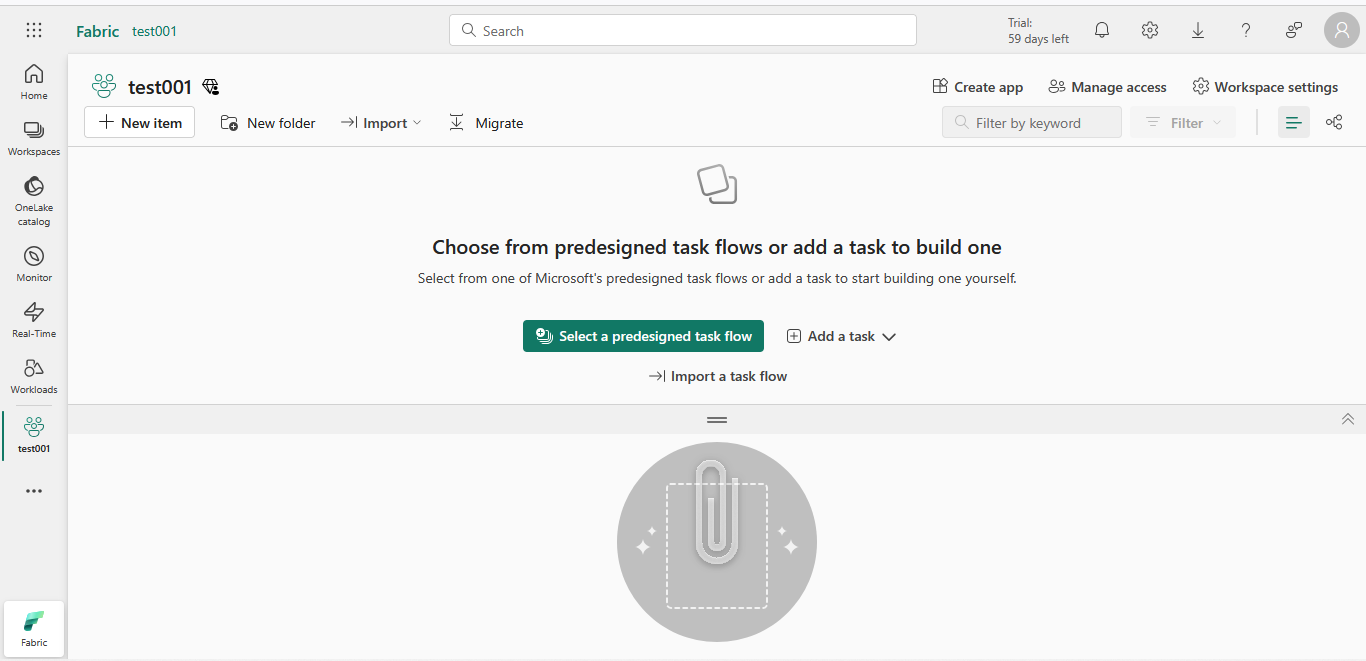 Fabric test001
Search
Trial:
59 days left
Home
Workspaces
OneLake
catalog
Monitor
Real-Time
Workloads
test001
Fabric
test001
Create app
Manage access
Workspace settings
New item
New folder
Import
Migrate
Filter by keyword
Filter
Choose from predesigned task flows or add a task to build one
Select from one of Microsoft's predesigned task flows or add a task to start building one yourself.
Select a predesigned task flow
Add a task
Import a task flow